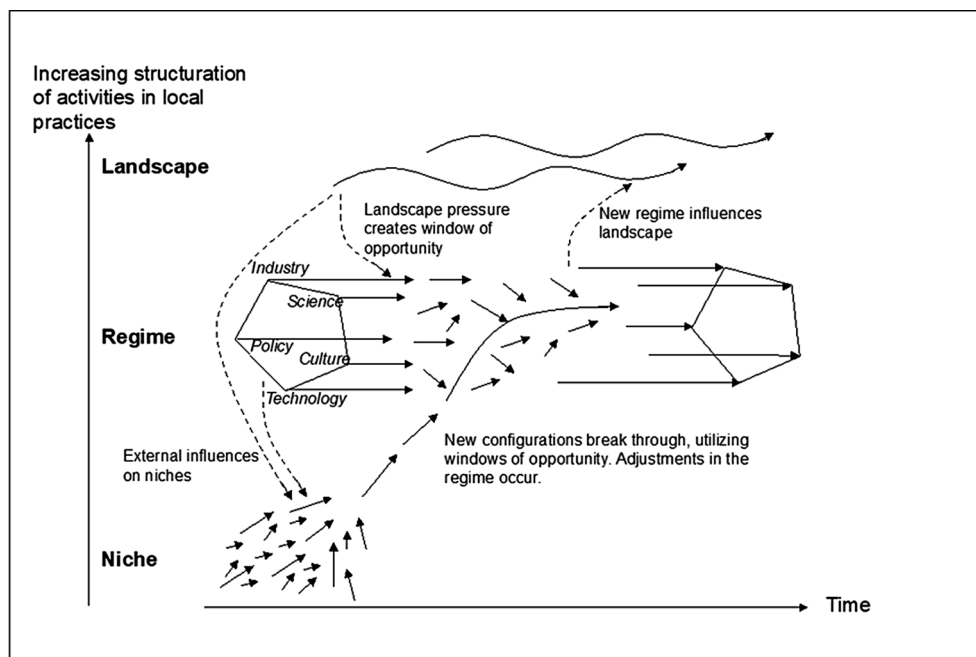 Increasing structuration
of activities in local
practices
Landscape
Landscape pressure
creates window of
opportunity
New regime influences
landscape
Industry
Science
Regime
Policy
Culture
Technology
External influences
on niches
New configurations break through, utilizing
windows of opportunity. Adjustments in the
regime occur.
Niche
Time